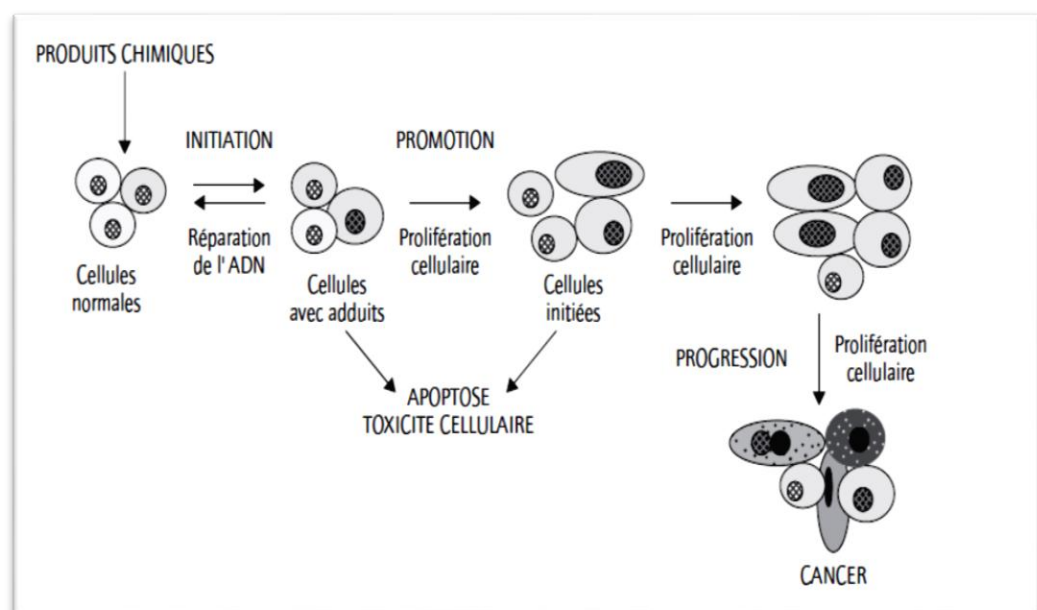 PRODUITS CHIMIQUES
INITIATION
PROMOTION
Réparation
de l'ADN
Prolifération
cellulaire
Prolifération
cellulaire
Cellules
normales
Cellules
avec adduits
Cellules
initiées
PROGRESSION
Prolifération
cellulaire
APOPTOSE
TOXICITE CELLULAIRE
CANCER